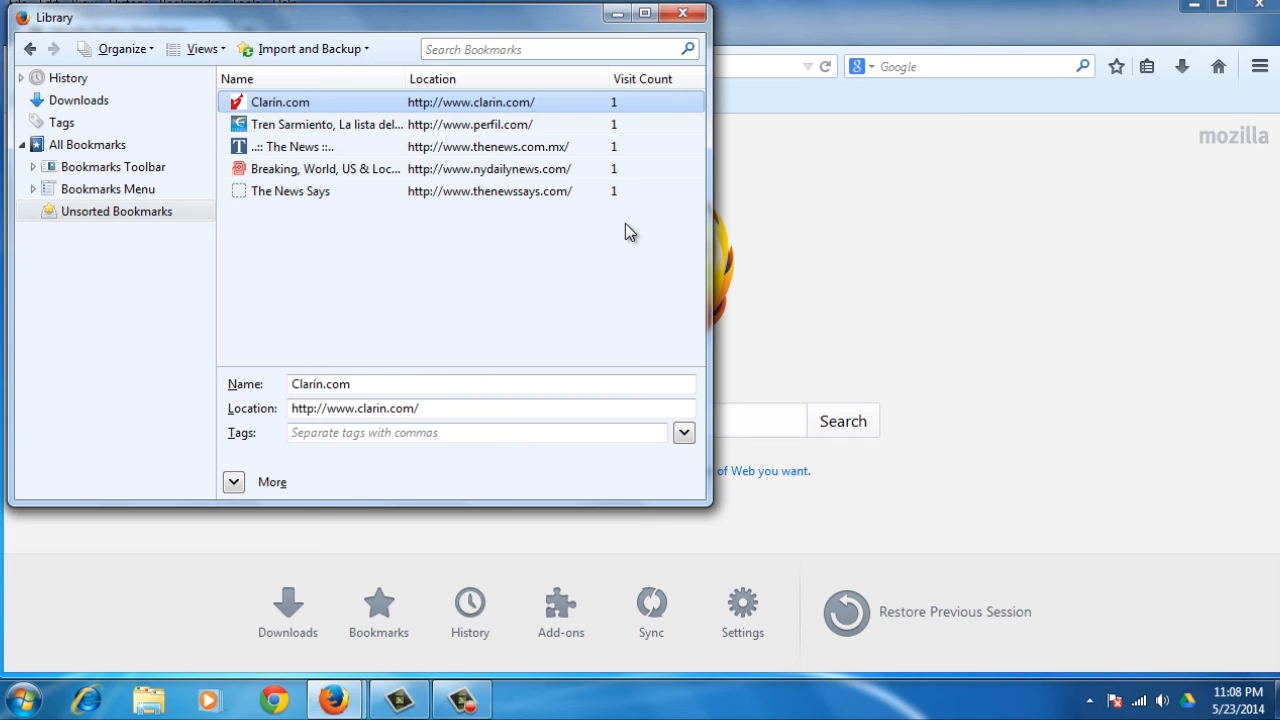 Library
Organize
Views
Import and Backup
Search Bookmarks
History
Downloads
Tags
All Bookmarks
Bookmarks Toolbar
Bookmarks Menu
Unsorted Bookmarks
Name Location Visit Count
Clarín.com http://www.clarin.com/ 1
Tren Sarmiento, La lista del... http://www.perfil.com/ 1
..:: The News ::.. http://www.thenews.com.mx/ 1
Breaking, World, US & Loc... http://www.nydailynews.com/ 1
The News Says http://www.thenewssays.com/ 1
Name: Clarín.com
Location: http://www.clarin.com/
Tags: Separate tags with commas
More
Google
mozilla
Search
of Web you want.
Downloads
Bookmarks
History
Add-ons
Sync
Settings
Restore Previous Session
11:08 PM
5/23/2014